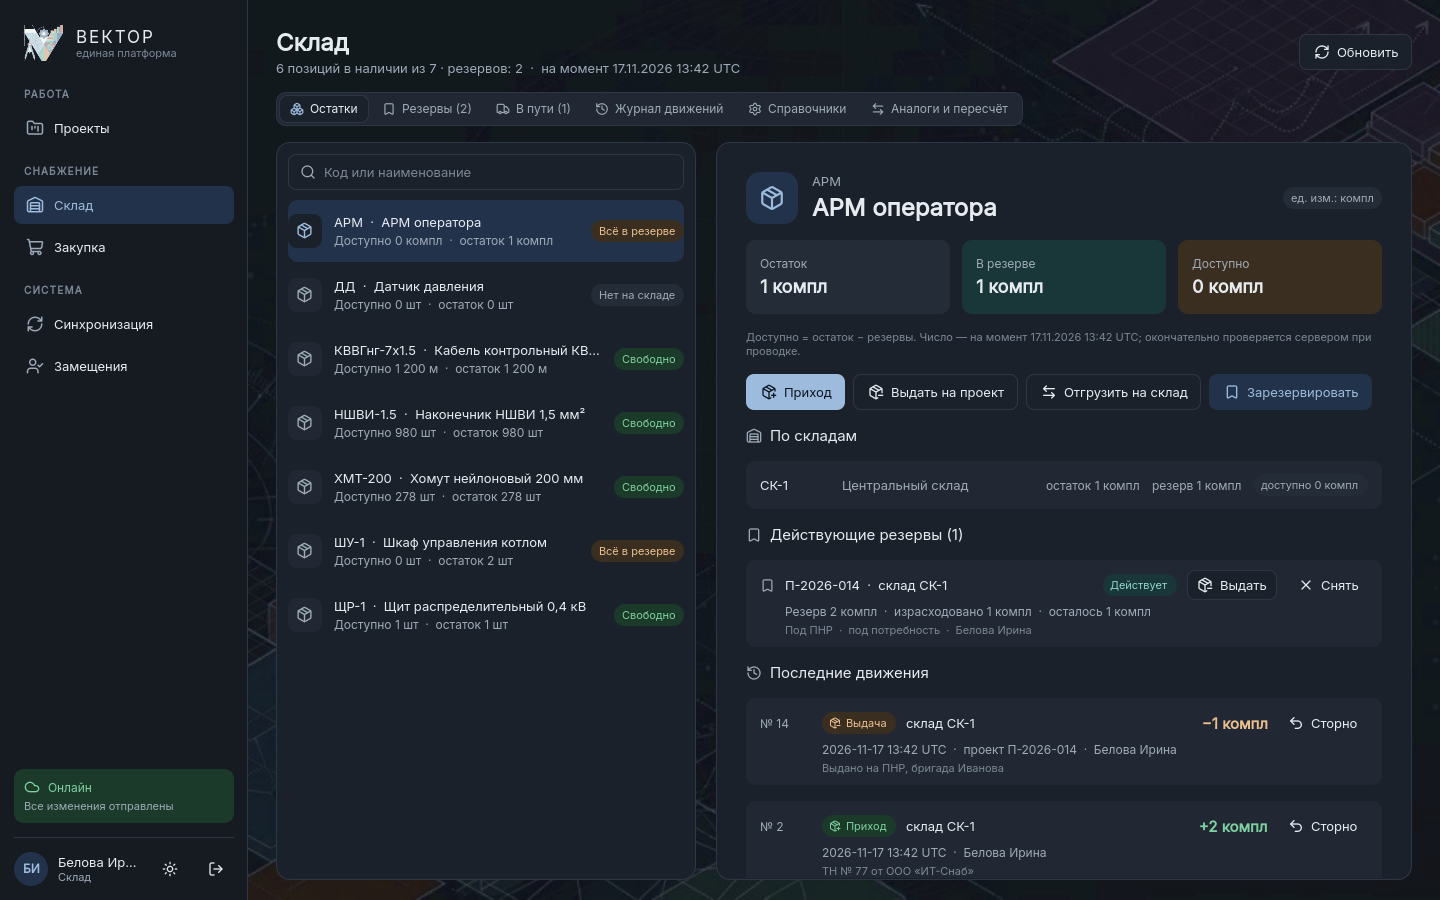 ВЕКТОР
единая платформа
РАБОТА
Проекты
СНАБЖЕНИЕ
Склад
Закупка
СИСТЕМА
Синхронизация
Замещения
Онлайн
Все изменения отправлены
БИ
Белова Ир...
Склад
Склад
6 позиций в наличии из 7 · резервов: 2 · на момент 17.11.2026 13:42 UTC
Обновить
Остатки
Резервы (2)
В пути (1)
Журнал движений
Справочники
Аналоги и пересчёт
Код или наименование
АРМ · АРМ оператора
Доступно 0 компл · остаток 1 компл
Всё в резерве
ДД · Датчик давления
Доступно 0 шт · остаток 0 шт
Нет на складе
КВВГнг-7х1.5 · Кабель контрольный КВ...
Доступно 1 200 м · остаток 1 200 м
Свободно
НШВИ-1.5 · Наконечник НШВИ 1,5 мм²
Доступно 980 шт · остаток 980 шт
Свободно
ХМТ-200 · Хомут нейлоновый 200 мм
Доступно 278 шт · остаток 278 шт
Свободно
ШУ-1 · Шкаф управления котлом
Доступно 0 шт · остаток 2 шт
Всё в резерве
ЩР-1 · Щит распределительный 0,4 кВ
Доступно 1 шт · остаток 1 шт
Свободно
АРМ
АРМ оператора
ед. изм.: компл
Остаток
1 компл
В резерве
1 компл
Доступно
0 компл
Доступно = остаток − резервы. Число — на момент 17.11.2026 13:42 UTC; окончательно проверяется сервером при
проводке.
Приход
Выдать на проект
Отгрузить на склад
Зарезервировать
По складам
СК-1
Центральный склад
остаток 1 компл
резерв 1 компл
доступно 0 компл
Действующие резервы (1)
П-2026-014 · склад СК-1
Действует
Выдать
Снять
Резерв 2 компл · израсходовано 1 компл · осталось 1 компл
Под ПНР · под потребность · Белова Ирина
Последние движения
№ 14
Выдача
склад СК-1
−1 компл
Сторно
2026-11-17 13:42 UTC · проект П-2026-014 · Белова Ирина
Выдано на ПНР, бригада Иванова
№ 2
Приход
склад СК-1
+2 компл
Сторно
2026-11-17 13:42 UTC · Белова Ирина
ТН № 77 от ООО «ИТ-Снаб»